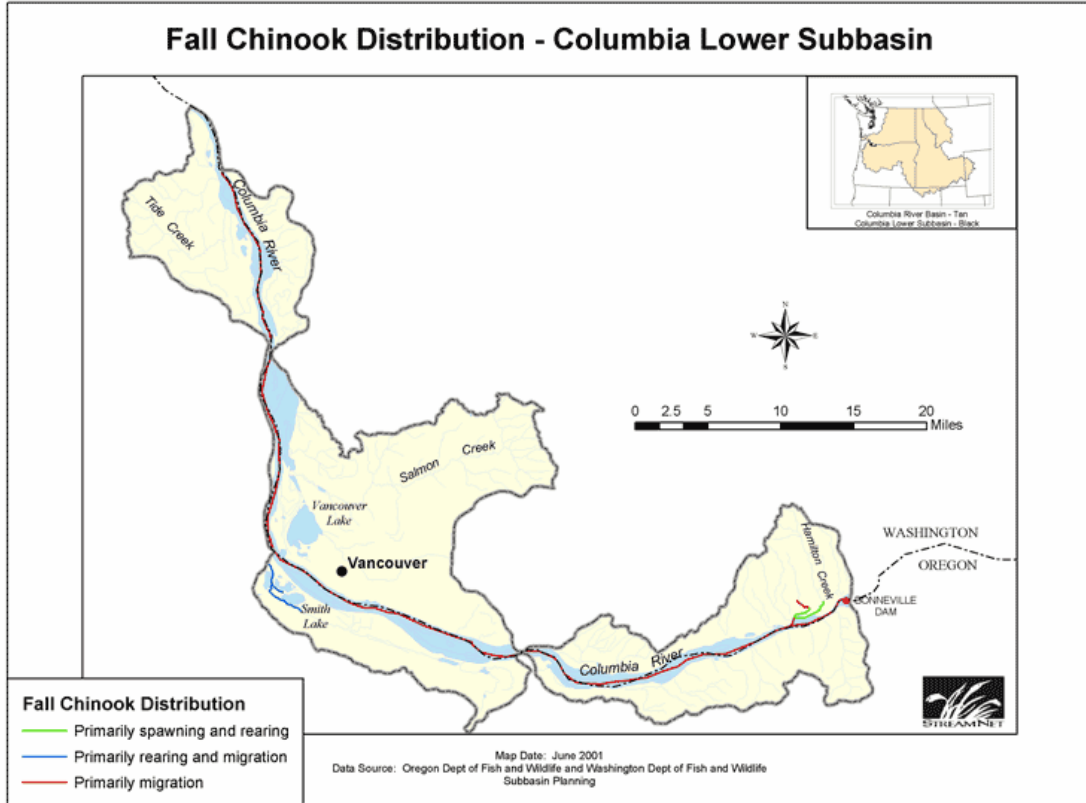 Fall Chinook Distribution - Columbia Lower Subbasin
Columbia River Basin - Tan
Columbia Lower Subbasin - Black
Tide Creek
Columbia River
N
W
E
S
0 2.5 5 10 15 20
Miles
Salmon Creek
Vancouver
Lake
Vancouver
Smith
Lake
Columbia River
Hamilton Creek
WASHINGTON
OREGON
BONNEVILLE
DAM
Fall Chinook Distribution
Primarily spawning and rearing
Primarily rearing and migration
Primarily migration
STREAMNET
Map Date: June 2001
Data Source: Oregon Dept of Fish and Wildlife and Washington Dept of Fish and Wildlife
Subbasin Planning